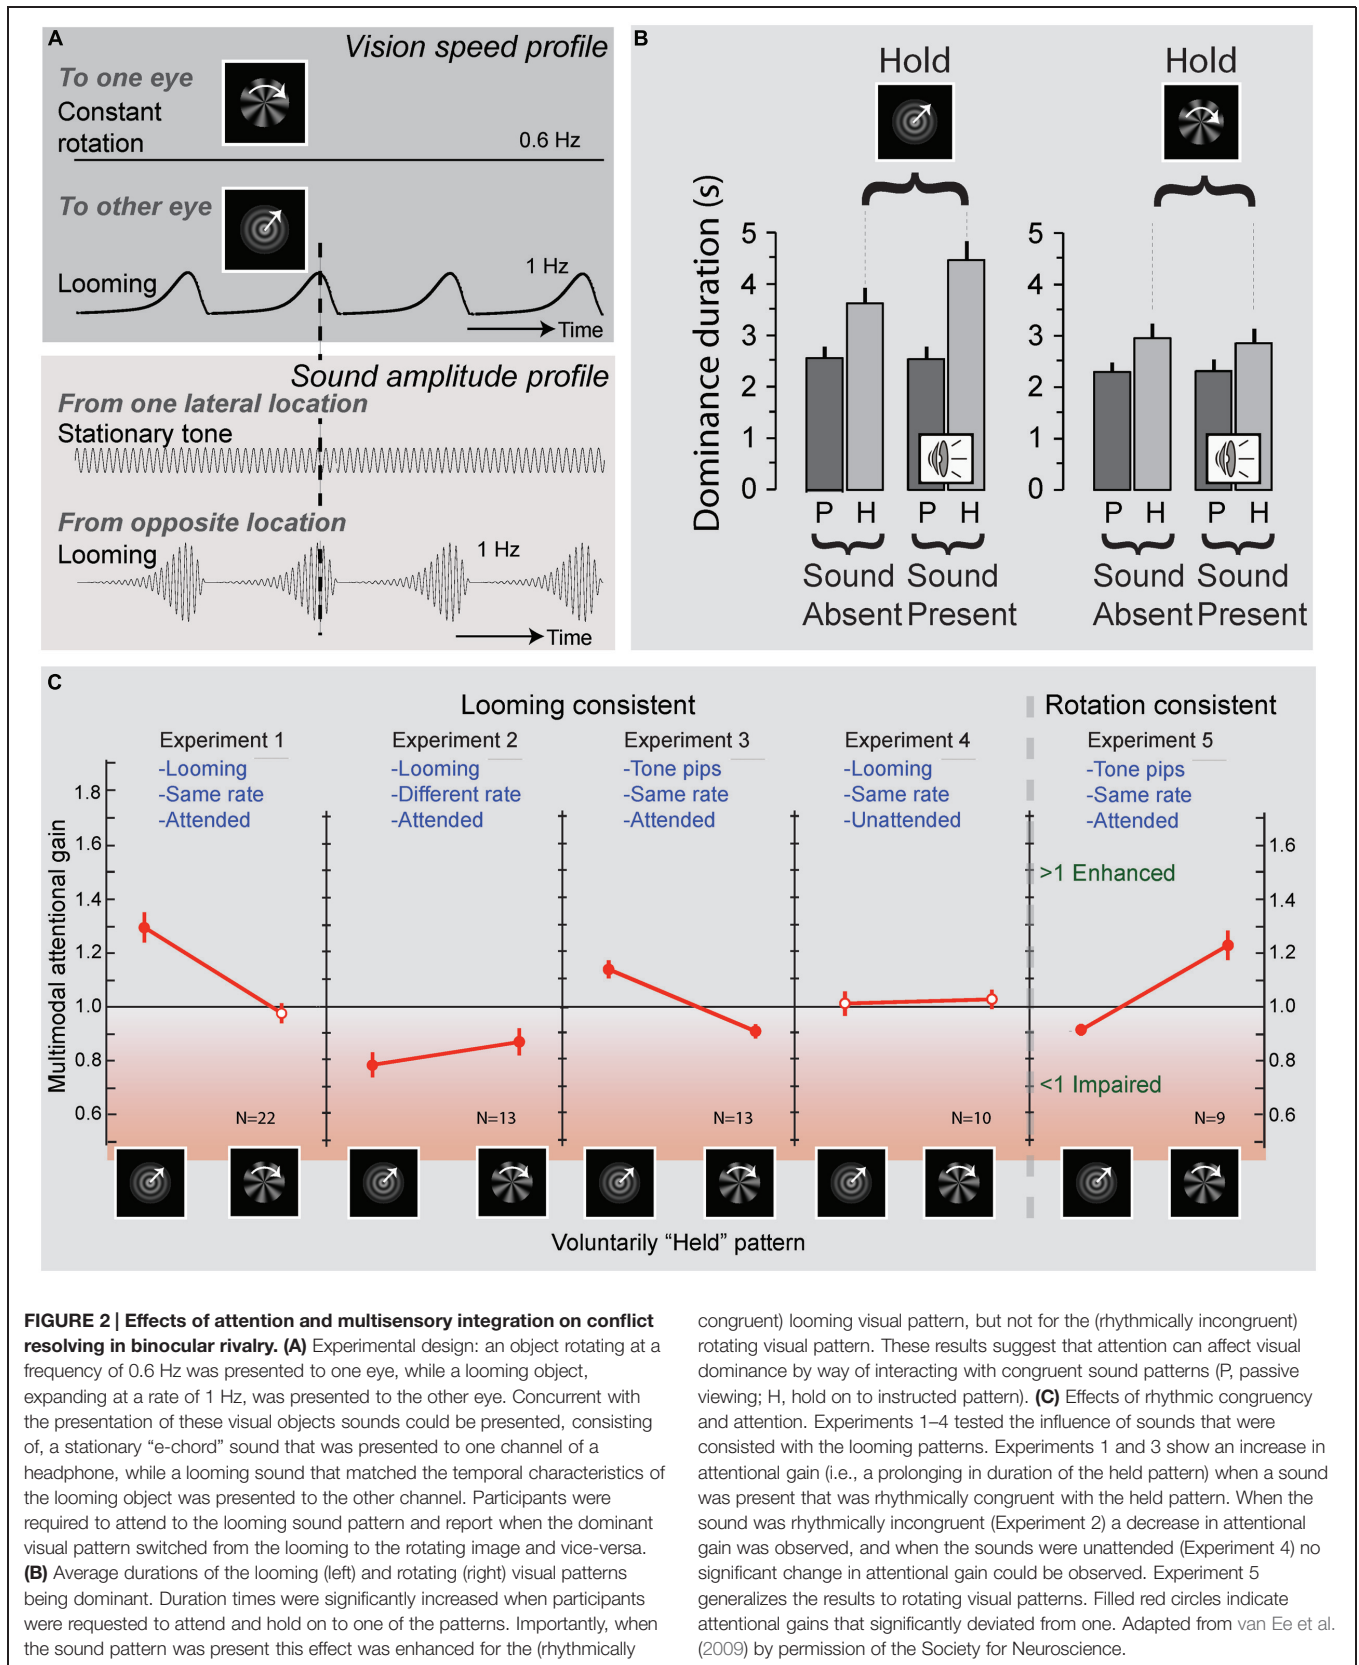 A
Vision speed profile
To one eye
Constant
rotation
0.6 Hz
To other eye
Looming
1 Hz
Time
Sound amplitude profile
From one lateral location
Stationary tone
From opposite location
Looming
1 Hz
Time
B
Hold
Hold
Dominance duration (s)
5
4
3
2
1
0
P H P H
Sound Sound
Absent Present
5
4
3
2
1
0
P H P H
Sound Sound
Absent Present
C
Looming consistent
Rotation consistent
Experiment 1
-Looming
-Same rate
-Attended
Experiment 2
-Looming
-Different rate
-Attended
Experiment 3
-Tone pips
-Same rate
-Attended
Experiment 4
-Looming
-Same rate
-Unattended
Experiment 5
-Tone pips
-Same rate
-Attended
Multimodal attentional gain
1.8
1.6
1.4
1.2
1.0
0.8
0.6
>1 Enhanced
<1 Impaired
1.6
1.4
1.2
1.0
0.8
0.6
N=22
N=13
N=13
N=10
N=9
Voluntarily “Held” pattern
FIGURE 2 | Effects of attention and multisensory integration on conflict
resolving in binocular rivalry. (A) Experimental design: an object rotating at a
frequency of 0.6 Hz was presented to one eye, while a looming object,
expanding at a rate of 1 Hz, was presented to the other eye. Concurrent with
the presentation of these visual objects sounds could be presented, consisting
of, a stationary “e-chord” sound that was presented to one channel of a
headphone, while a looming sound that matched the temporal characteristics of
the looming object was presented to the other channel. Participants were
required to attend to the looming sound pattern and report when the dominant
visual pattern switched from the looming to the rotating image and vice-versa.
(B) Average durations of the looming (left) and rotating (right) visual patterns
being dominant. Duration times were significantly increased when participants
were requested to attend and hold on to one of the patterns. Importantly, when
the sound pattern was present this effect was enhanced for the (rhythmically
congruent) looming visual pattern, but not for the (rhythmically incongruent)
rotating visual pattern. These results suggest that attention can affect visual
dominance by way of interacting with congruent sound patterns (P, passive
viewing; H, hold on to instructed pattern). (C) Effects of rhythmic congruency
and attention. Experiments 1–4 tested the influence of sounds that were
consisted with the looming patterns. Experiments 1 and 3 show an increase in
attentional gain (i.e., a prolonging in duration of the held pattern) when a sound
was present that was rhythmically congruent with the held pattern. When the
sound was rhythmically incongruent (Experiment 2) a decrease in attentional
gain was observed, and when the sounds were unattended (Experiment 4) no
significant change in attentional gain could be observed. Experiment 5
generalizes the results to rotating visual patterns. Filled red circles indicate
attentional gains that significantly deviated from one. Adapted from van Ee et al.
(2009) by permission of the Society for Neuroscience.